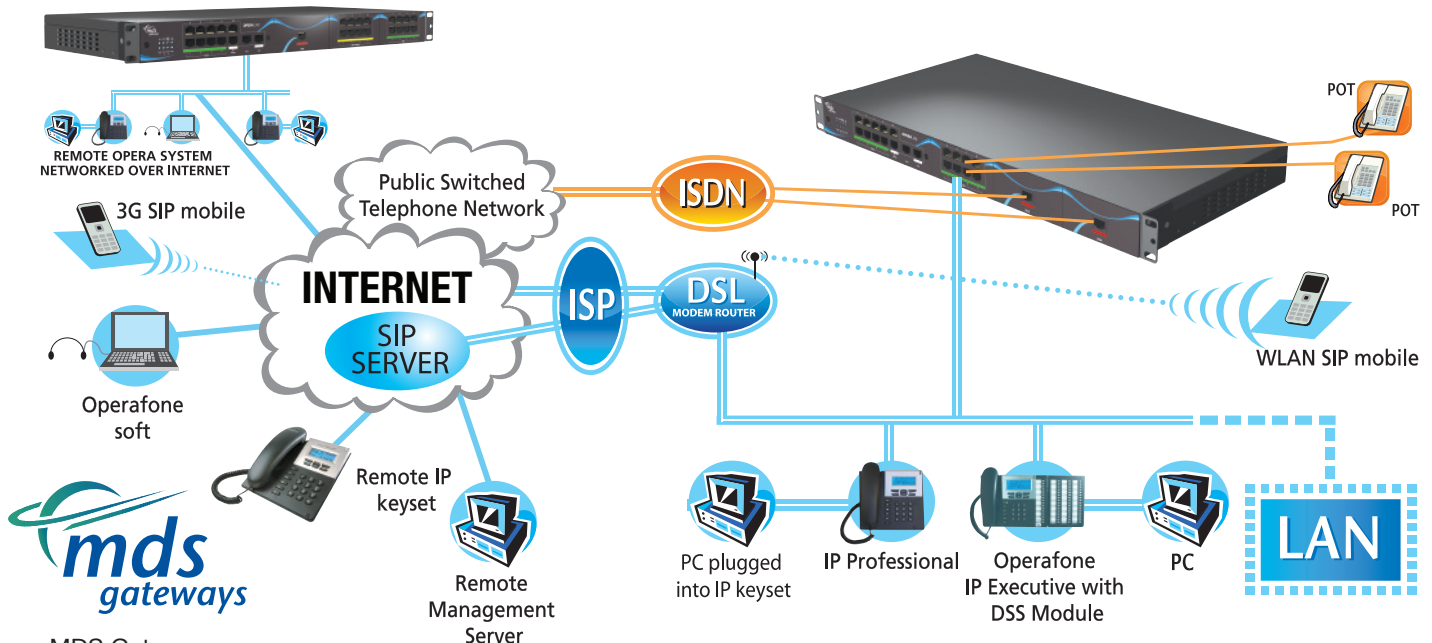 POT
REMOTE OPERA SYSTEM
NETWORKED OVER INTERNET
Public Switched
Telephone Network
ISDN
POT
3G SIP mobile
INTERNET
SIP
SERVER
ISP
DSL
MODEM ROUTER
WLAN SIP mobile
Operafone
soft
Remote IP
keyset
mds
gateways
Remote
Management
Server
PC plugged
into IP keyset
IP Professional
Operafone
IP Executive with
DSS Module
PC
LAN